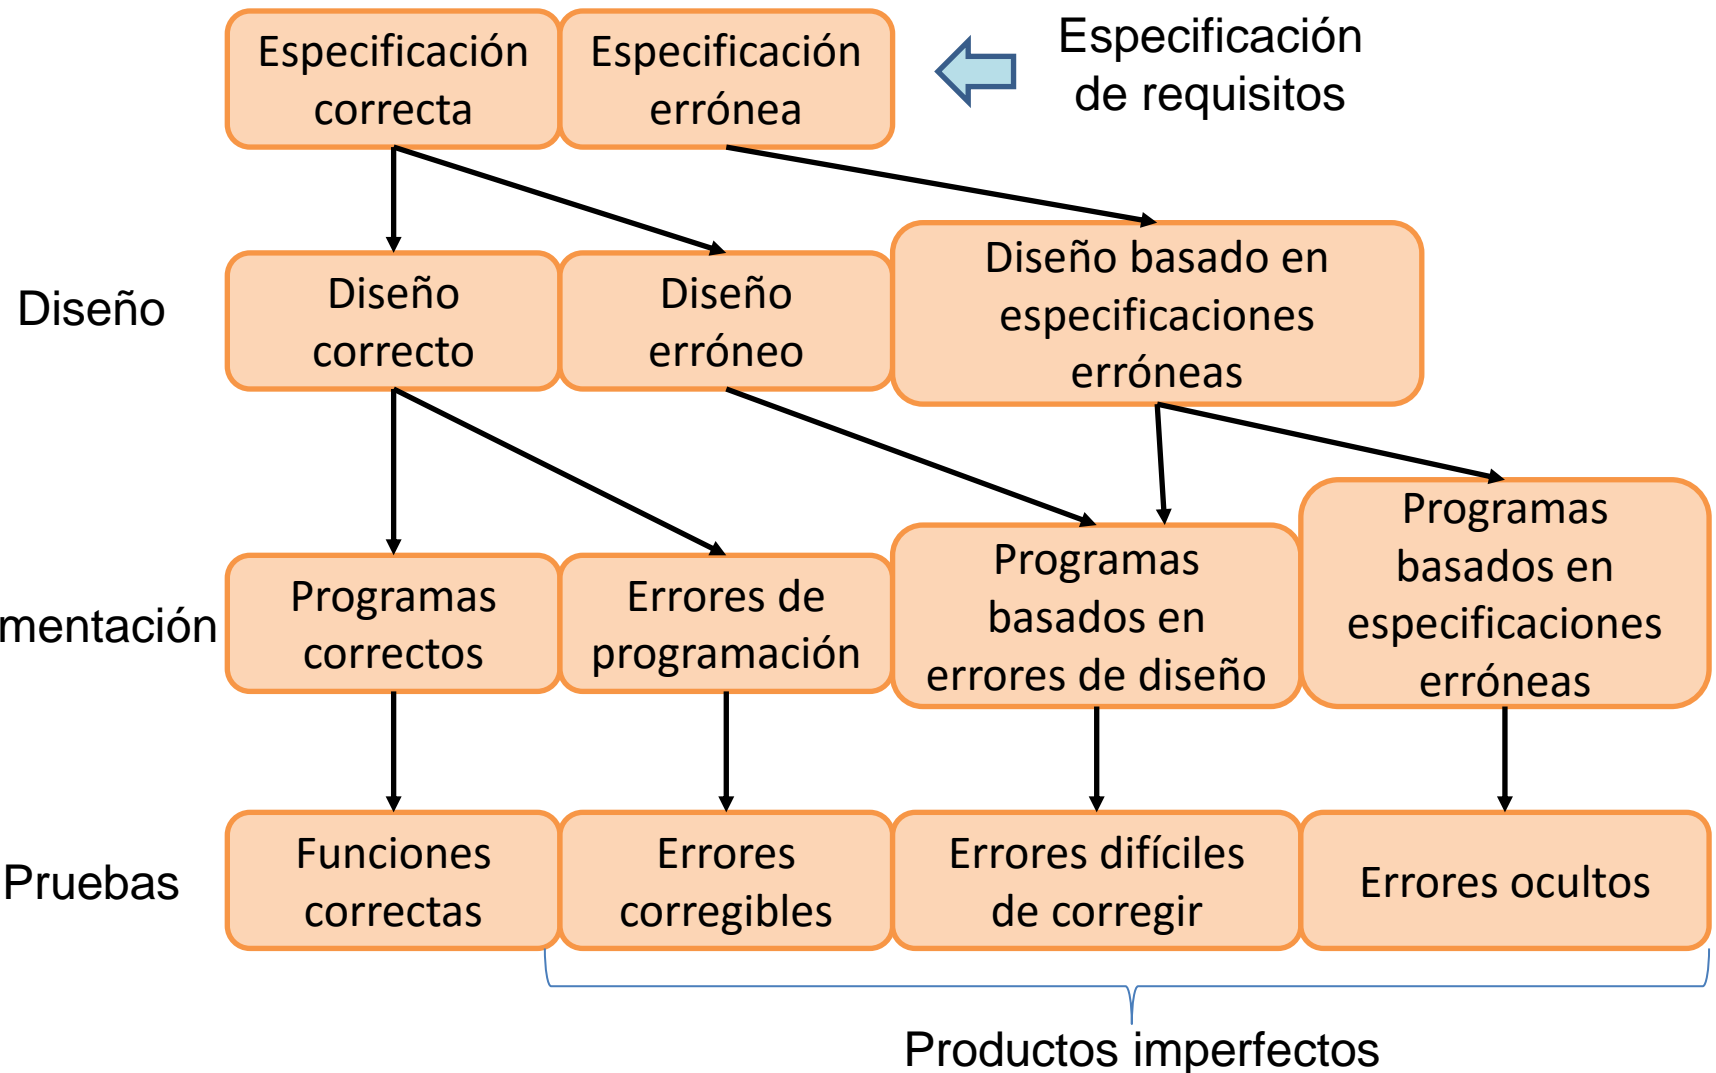 Especificación
correcta
Especificación
errónea
Especificación
de requisitos
Diseño
Diseño
correcto
Diseño
erróneo
Diseño basado en
especificaciones
erróneas
mentación
Programas
correctos
Errores de
programación
Programas
basados en
errores de diseño
Programas
basados en
especificaciones
erróneas
Pruebas
Funciones
correctas
Errores
corregibles
Errores difíciles
de corregir
Errores ocultos
Productos imperfectos